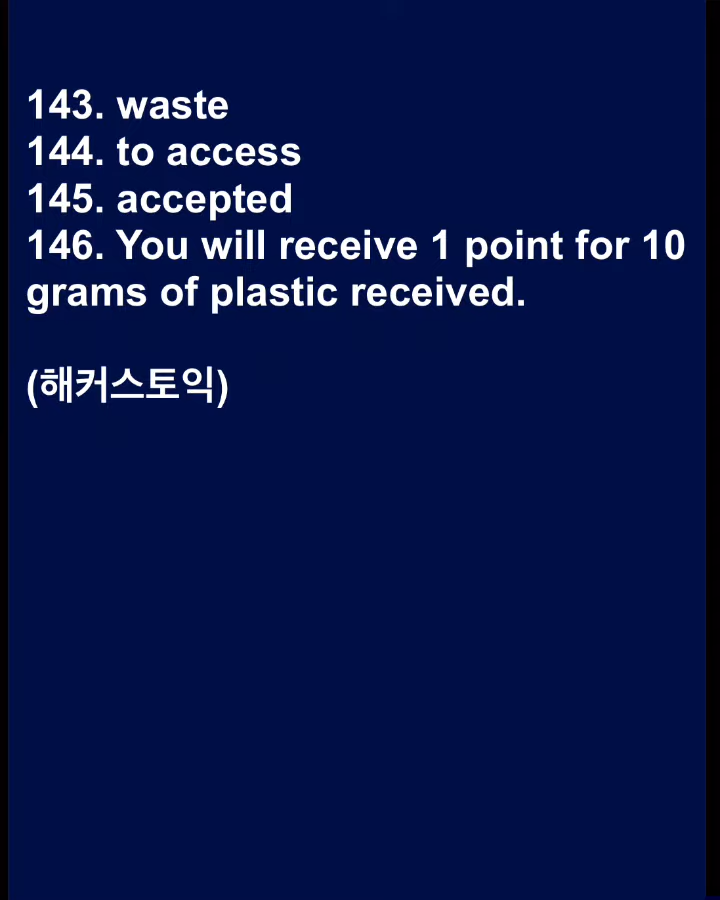 143. waste
144. to access
145. accepted
146. You will receive 1 point for 10
grams of plastic received.
(해커스토익)